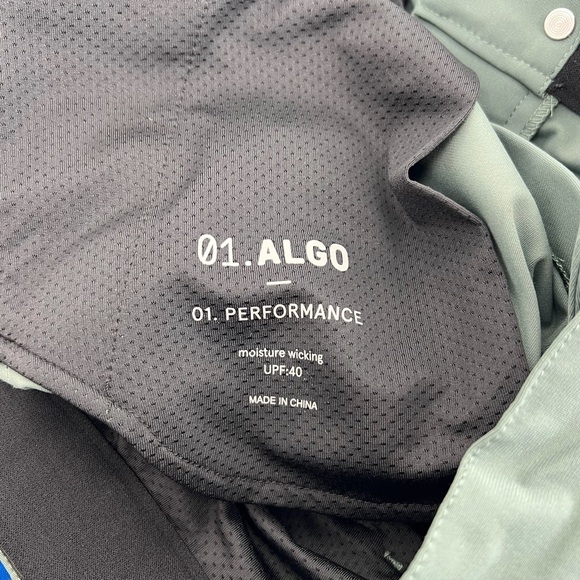 01.ALGO
01. PERFORMANCE
moisture wicking
UPF:40
MADE IN CHINA